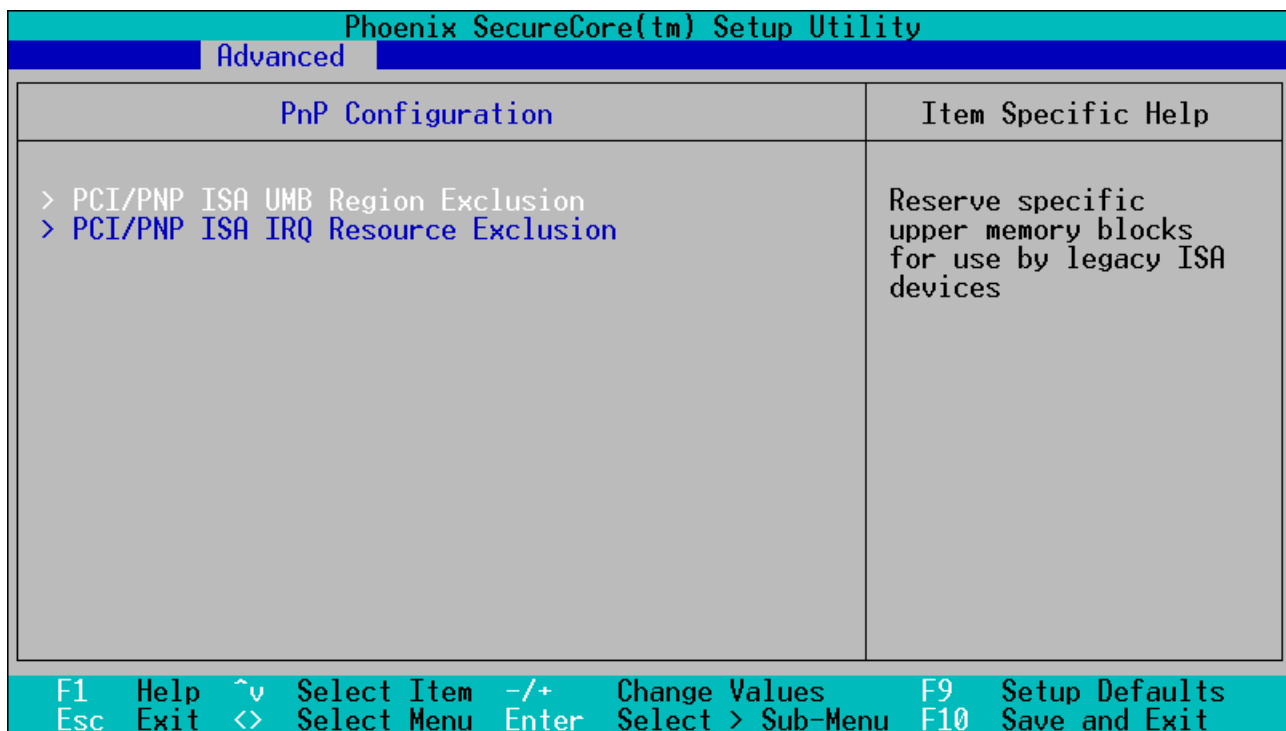 Phoenix SecureCore(tm) Setup Utility
Advanced
PnP Configuration
Item Specific Help
> PCI/PNP ISA UMB Region Exclusion
> PCI/PNP ISA IRQ Resource Exclusion
Reserve specific
upper memory blocks
for use by legacy ISA
devices
F1 Help ^v Select Item -/+ Change Values F9 Setup Defaults
Esc Exit <> Select Menu Enter Select > Sub-Menu F10 Save and Exit